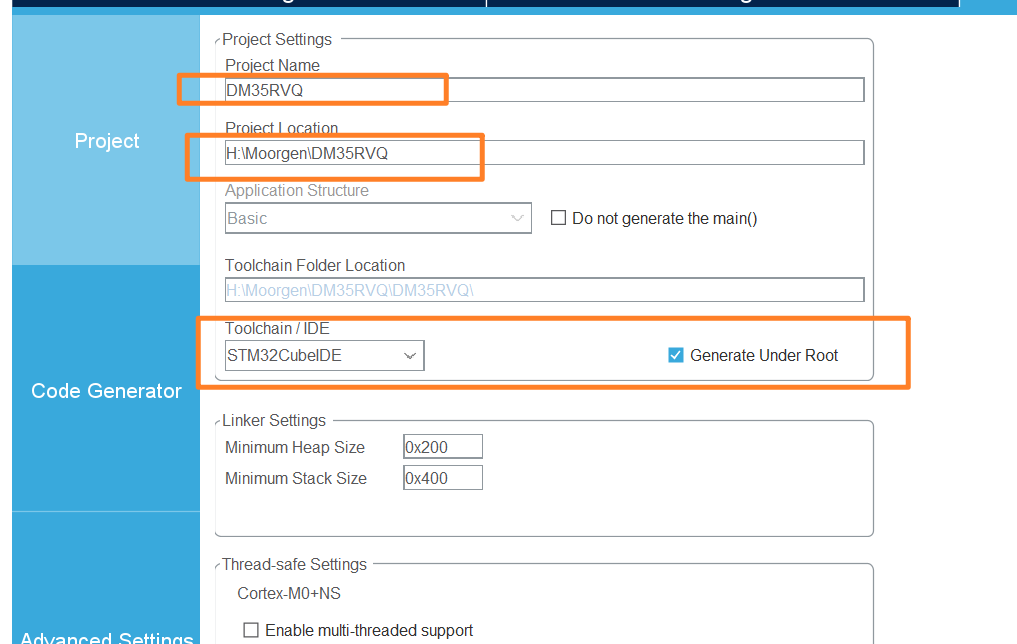 Project Settings
Project Name
DM35RVQ
Project Location
H:\Moorgen\DM35RVQ
Application Structure
Basic
Do not generate the main()
Toolchain Folder Location
H:\Moorgen\DM35RVQ\DM35RVQ\
Toolchain / IDE
STM32CubeIDE
Generate Under Root
Linker Settings
Minimum Heap Size
0x200
Minimum Stack Size
0x400
Thread-safe Settings
Cortex-M0+NS
Enable multi-threaded support
Project
Code Generator
Advanced Settings